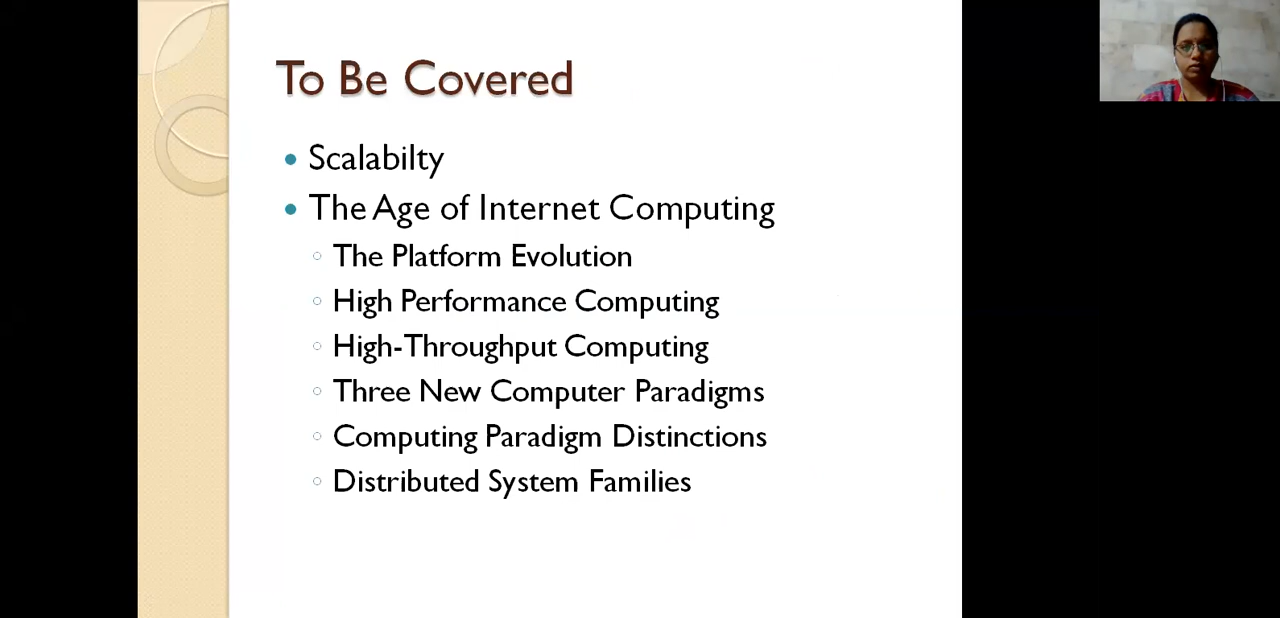 To Be Covered
Scalabilty
The Age of Internet Computing
The Platform Evolution
High Performance Computing
High-Throughput Computing
Three New Computer Paradigms
Computing Paradigm Distinctions
Distributed System Families